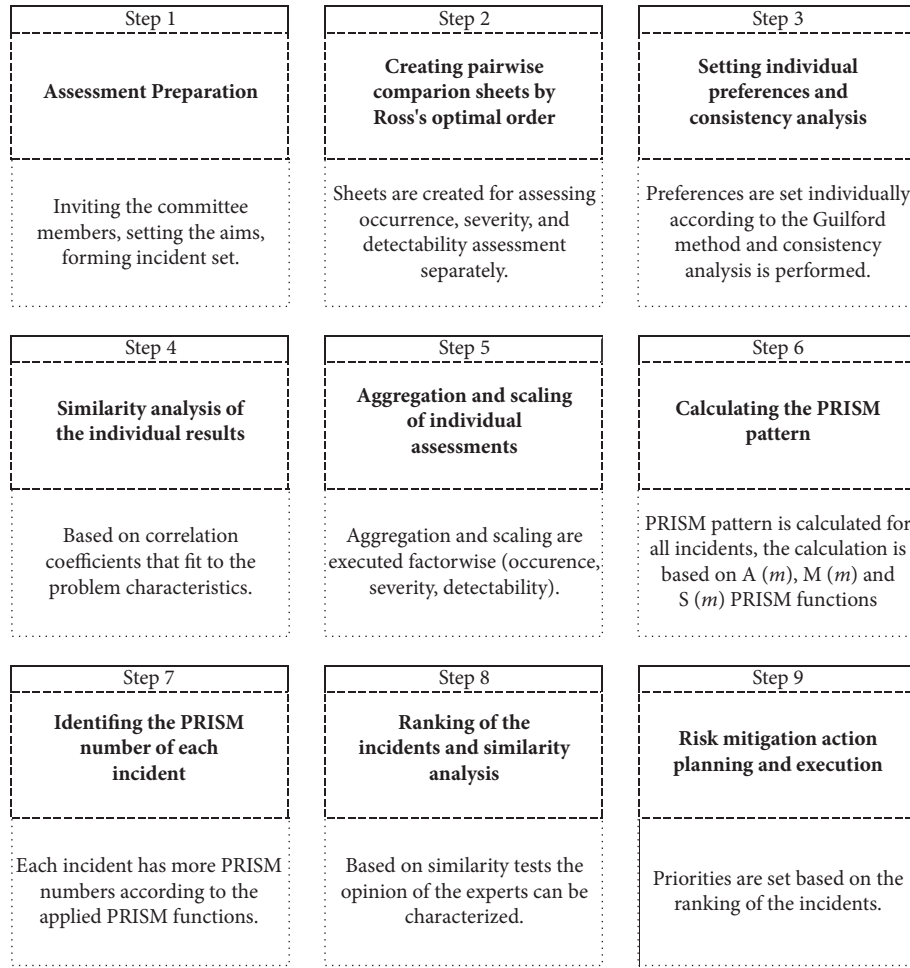 Step 1
Assessment Preparation
Inviting the committee
members, setting the aims,
forming incident set.
Step 2
Creating pairwise
comparion sheets by
Ross's optimal order
Sheets are created for assessing
occurrence, severity, and
detectability assessment
separately.
Step 3
Setting individual
preferences and
consistency analysis
Preferences are set individually
according to the Guilford
method and consistency
analysis is performed.
Step 4
Similarity analysis of
the individual results
Based on correlation
coefficients that fit to the
problem characteristics.
Step 5
Aggregation and scaling
of individual
assessments
Aggregation and scaling are
executed factorwise (occurence,
severity, detectability).
Step 6
Calculating the PRISM
pattern
PRISM pattern is calculated for
all incidents, the calculation is
based on A (m), M (m) and
S (m) PRISM functions
Step 7
Identifing the PRISM
number of each
incident
Each incident has more PRISM
numbers according to the
applied PRISM functions.
Step 8
Ranking of the
incidents and similarity
analysis
Based on similarity tests the
opinion of the experts can be
characterized.
Step 9
Risk mitigation action
planning and execution
Priorities are set based on the
ranking of the incidents.